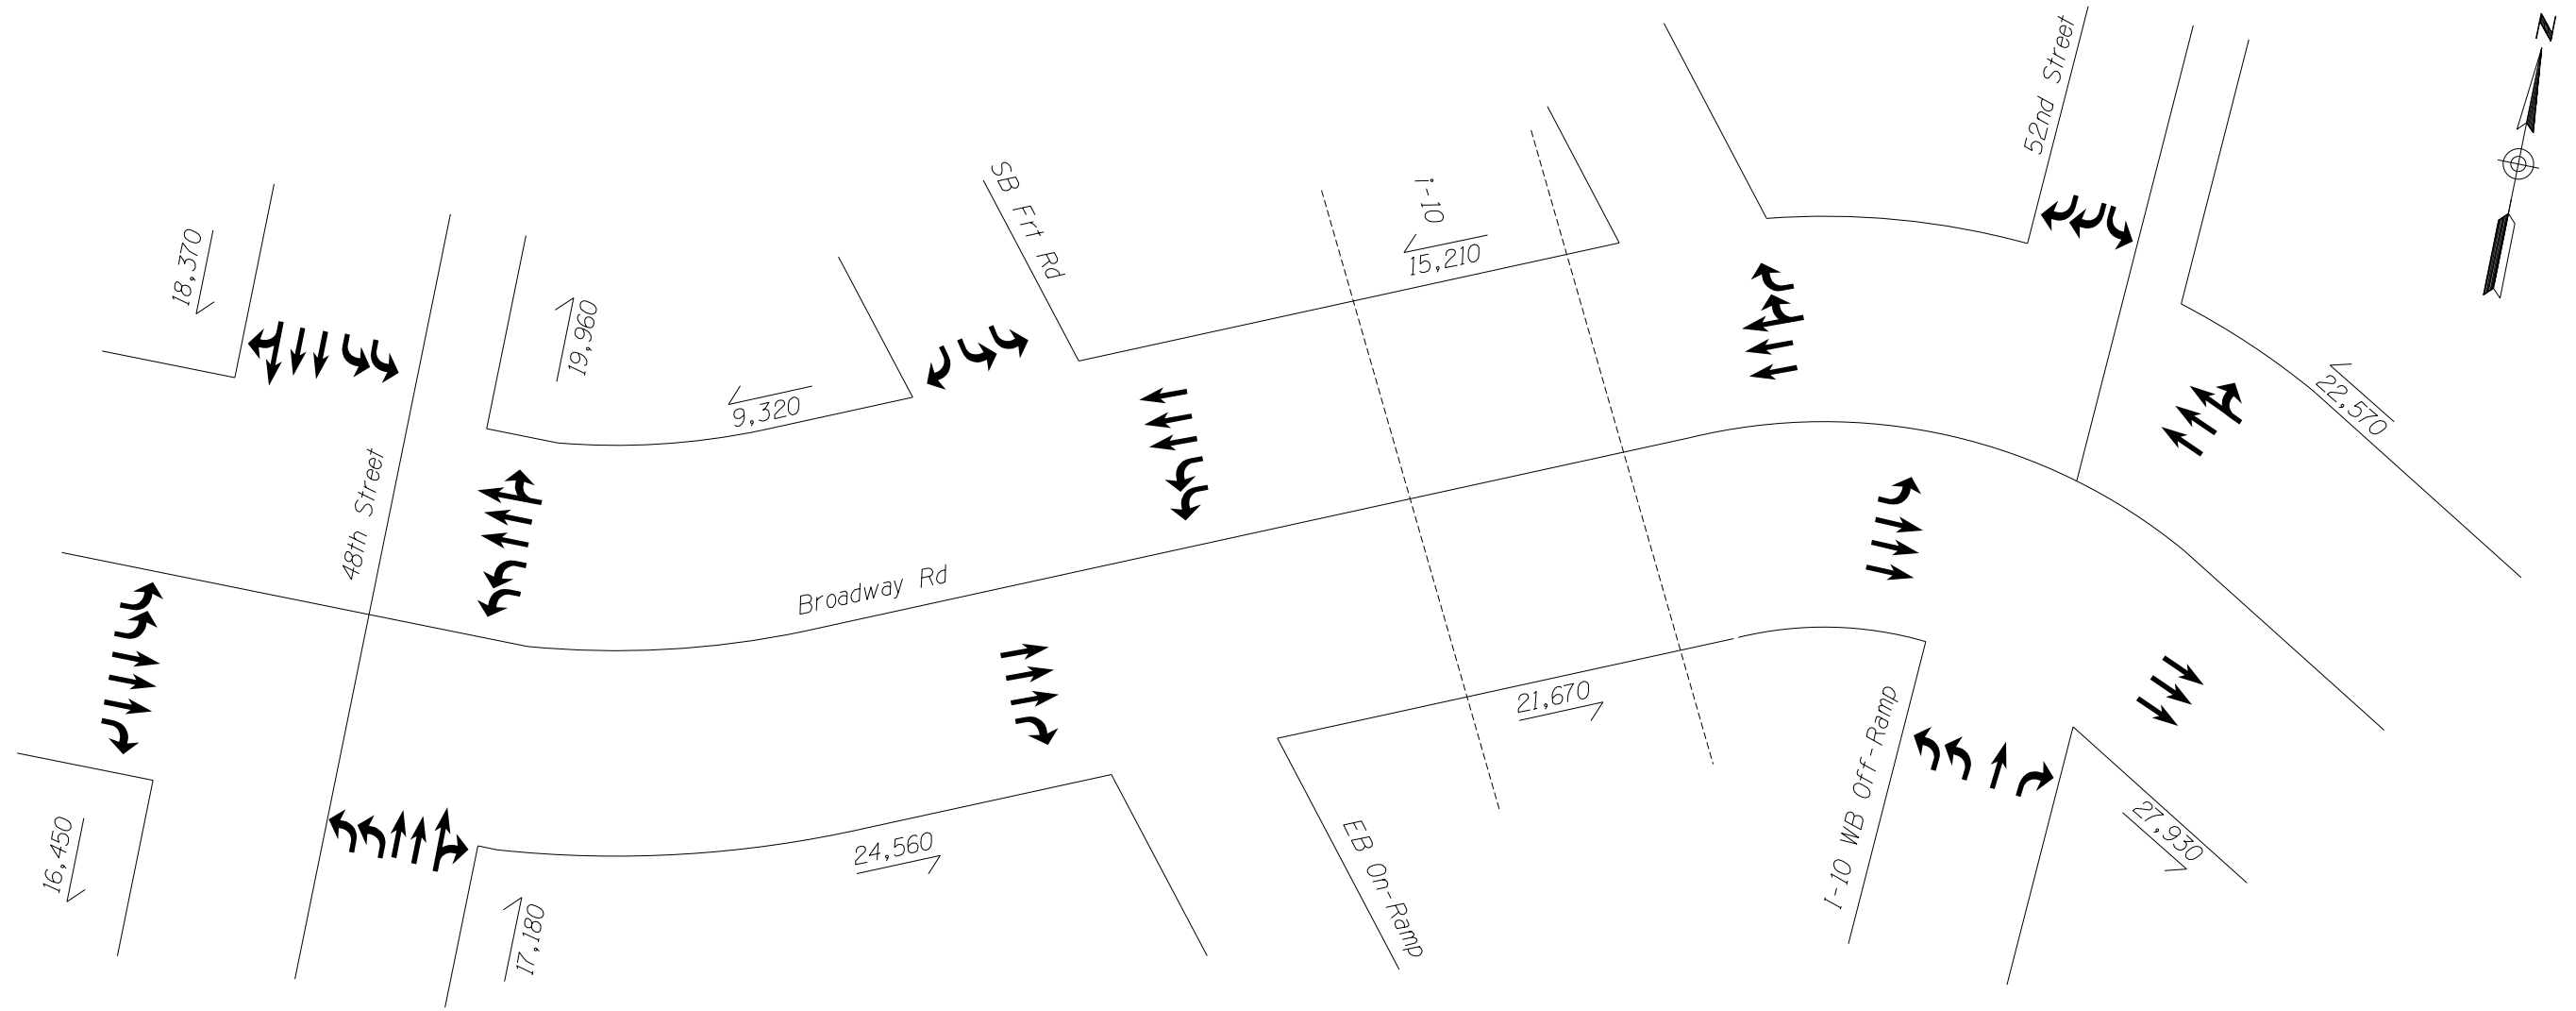 N
52nd Street
SB Frt Rd
i-10
15,210
18,370
19,960
9,320
22,570
48th Street
Broadway Rd
21,670
I-10 WB Off-Ramp
24,560
EB On-Ramp
27,930
16,450
17,180